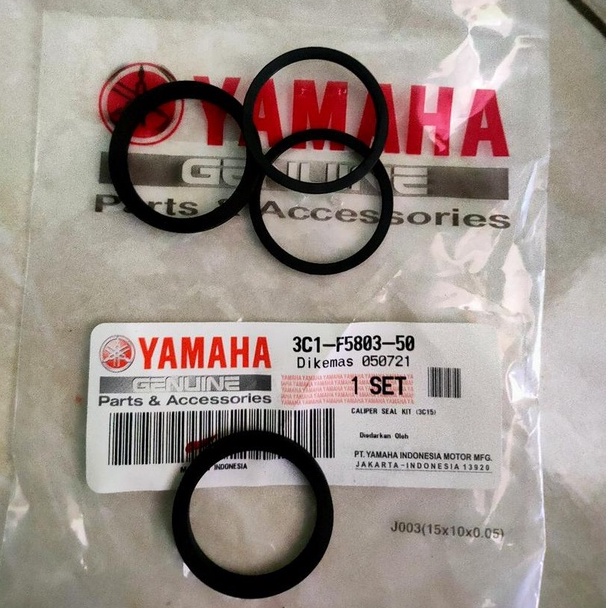 YAMAHA
GENUINE
Parts & Accessories
YAMAHA
GENUINE
Parts & Accessories
3C1-F5803-50
Dikemas 050721
1 SET
CALIPER SEAL KIT (3C15)
Diedarkan Oleh
PT. YAMAHA INDONESIA MOTOR MFG.
JAKARTA-INDONESIA 13920
INDONESIA
J003(15x10x0.05)